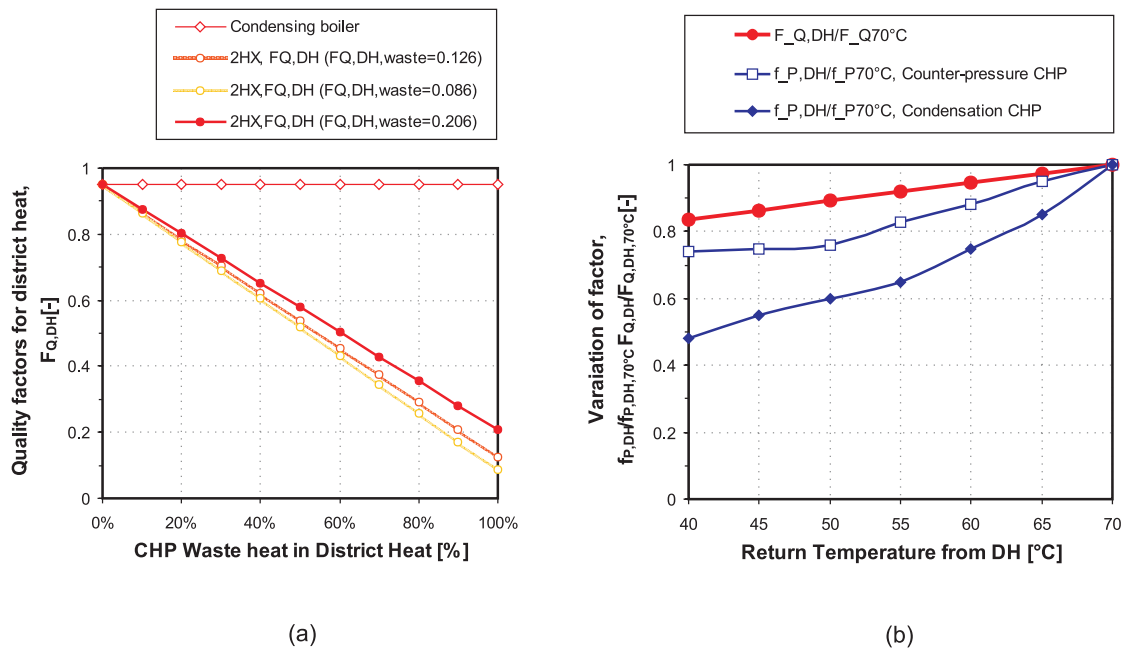 Condensing boiler
2HX, FQ,DH (FQ,DH,waste=0.126)
2HX,FQ,DH (FQ,DH,waste=0.086)
2HX,FQ,DH (FQ,DH,waste=0.206)
Quality factors for district heat,
FQ,DH[-]
1
0.8
0.6
0.4
0.2
0
0%
20%
40%
60%
80%
100%
CHP Waste heat in District Heat [%]
(a)
F_Q,DH/F_Q70°C
f_P,DH/f_P70°C, Counter-pressure CHP
f_P,DH/f_P70°C, Condensation CHP
Varaiation of factor,
fP,DH/fP,DH,70°C FQ,DH/FQ,DH,70°C[-]
1
0.8
0.6
0.4
0.2
0
40
45
50
55
60
65
70
Return Temperature from DH [°C]
(b)